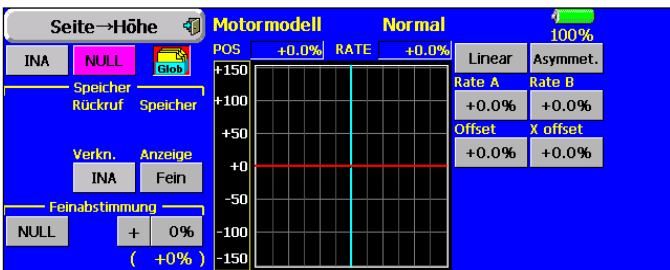 Seite→Höhe Motormodell Normal 100%
INA NULL Glob
POS +0.0% RATE +0.0%
Linear Asymmet.
Speicher
Rückruf Speicher
Rate A Rate B
+0.0% +0.0%
Offset X offset
+0.0% +0.0%
Verkn. Anzeige
INA Fein
Feinabstimmung
NULL + 0%
( +0% )
+150
+100
+50
+0
-50
-100
-150